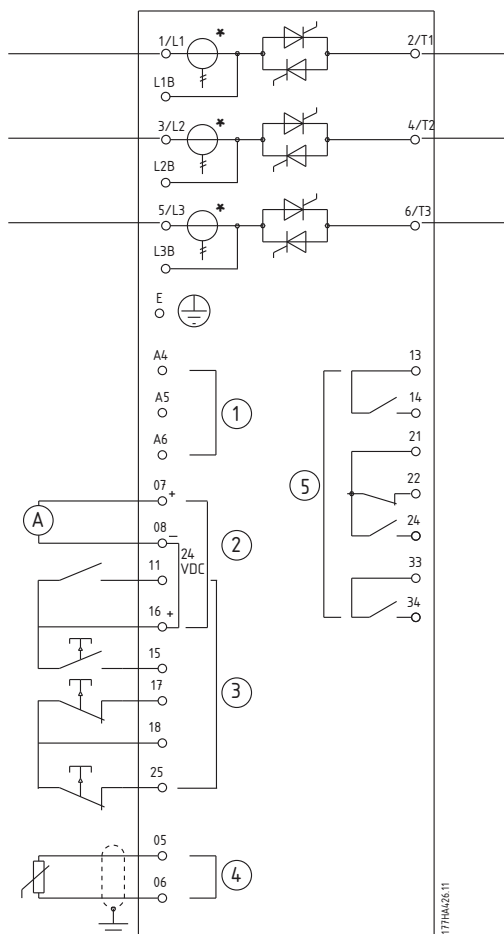 1/L1
*
2/T1
L1B
3/L2
*
4/T2
L2B
5/L3
*
6/T3
L3B
E
A4
A5
A6
1
13
14
21
22
24
33
34
5
07 +
08 –
A
2
24
VDC
11
16 +
15
17
18
25
3
05
06
4
177HA426.11